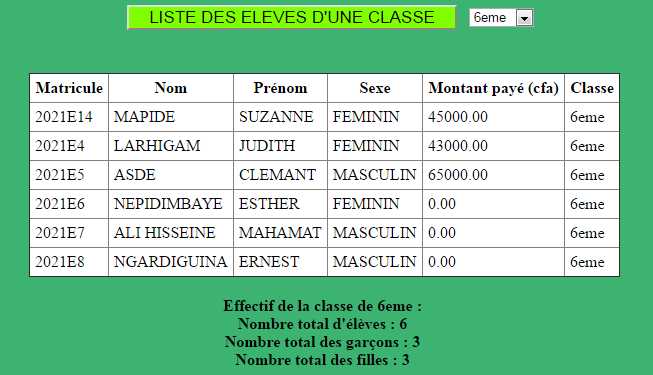 LISTE DES ELEVES D'UNE CLASSE 6eme
Matricule Nom Prénom Sexe Montant payé (cfa) Classe
2021E14 MAPIDE SUZANNE FEMININ 45000.00 6eme
2021E4 LARHIGAM JUDITH FEMININ 43000.00 6eme
2021E5 ASDE CLEMANT MASCULIN 65000.00 6eme
2021E6 NEPIDIMBAYE ESTHER FEMININ 0.00 6eme
2021E7 ALI HISSEINE MAHAMAT MASCULIN 0.00 6eme
2021E8 NGARDIGUINA ERNEST MASCULIN 0.00 6eme
Effectif de la classe de 6eme :
Nombre total d'élèves : 6
Nombre total des garçons : 3
Nombre total des filles : 3